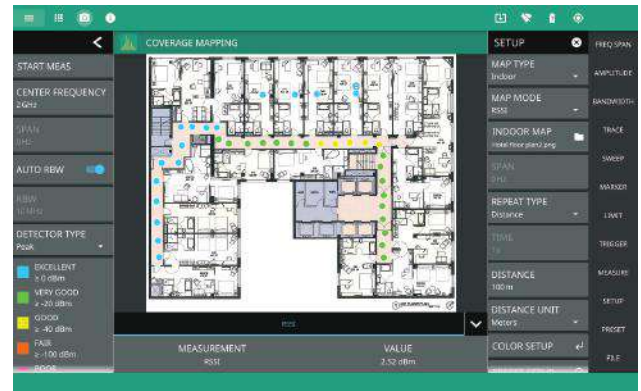 COVERAGE MAPPING
START MEAS
CENTER FREQUENCY
2 GHz
SPAN
0 Hz
AUTO RBW
RBW
10 MHz
DETECTOR TYPE
Peak
EXCELLENT
≥ 0 dBm
VERY GOOD
≥ -20 dBm
GOOD
≥ -40 dBm
FAIR
≥ -100 dBm
POOR
RSSI
MEASUREMENT
RSSI
VALUE
2.52 dBm
SETUP
MAP TYPE
Indoor
MAP MODE
RSSI
INDOOR MAP
Hotel floor plan2.png
SPAN
0 Hz
REPEAT TYPE
Distance
TIME
DISTANCE
100 m
DISTANCE UNIT
Meters
COLOR SETUP
FREQ SPAN
AMPLITUDE
BANDWIDTH
TRACE
SWEEP
MARKER
LIMIT
TRIGGER
MEASURE
SETUP
PRESET
FILE